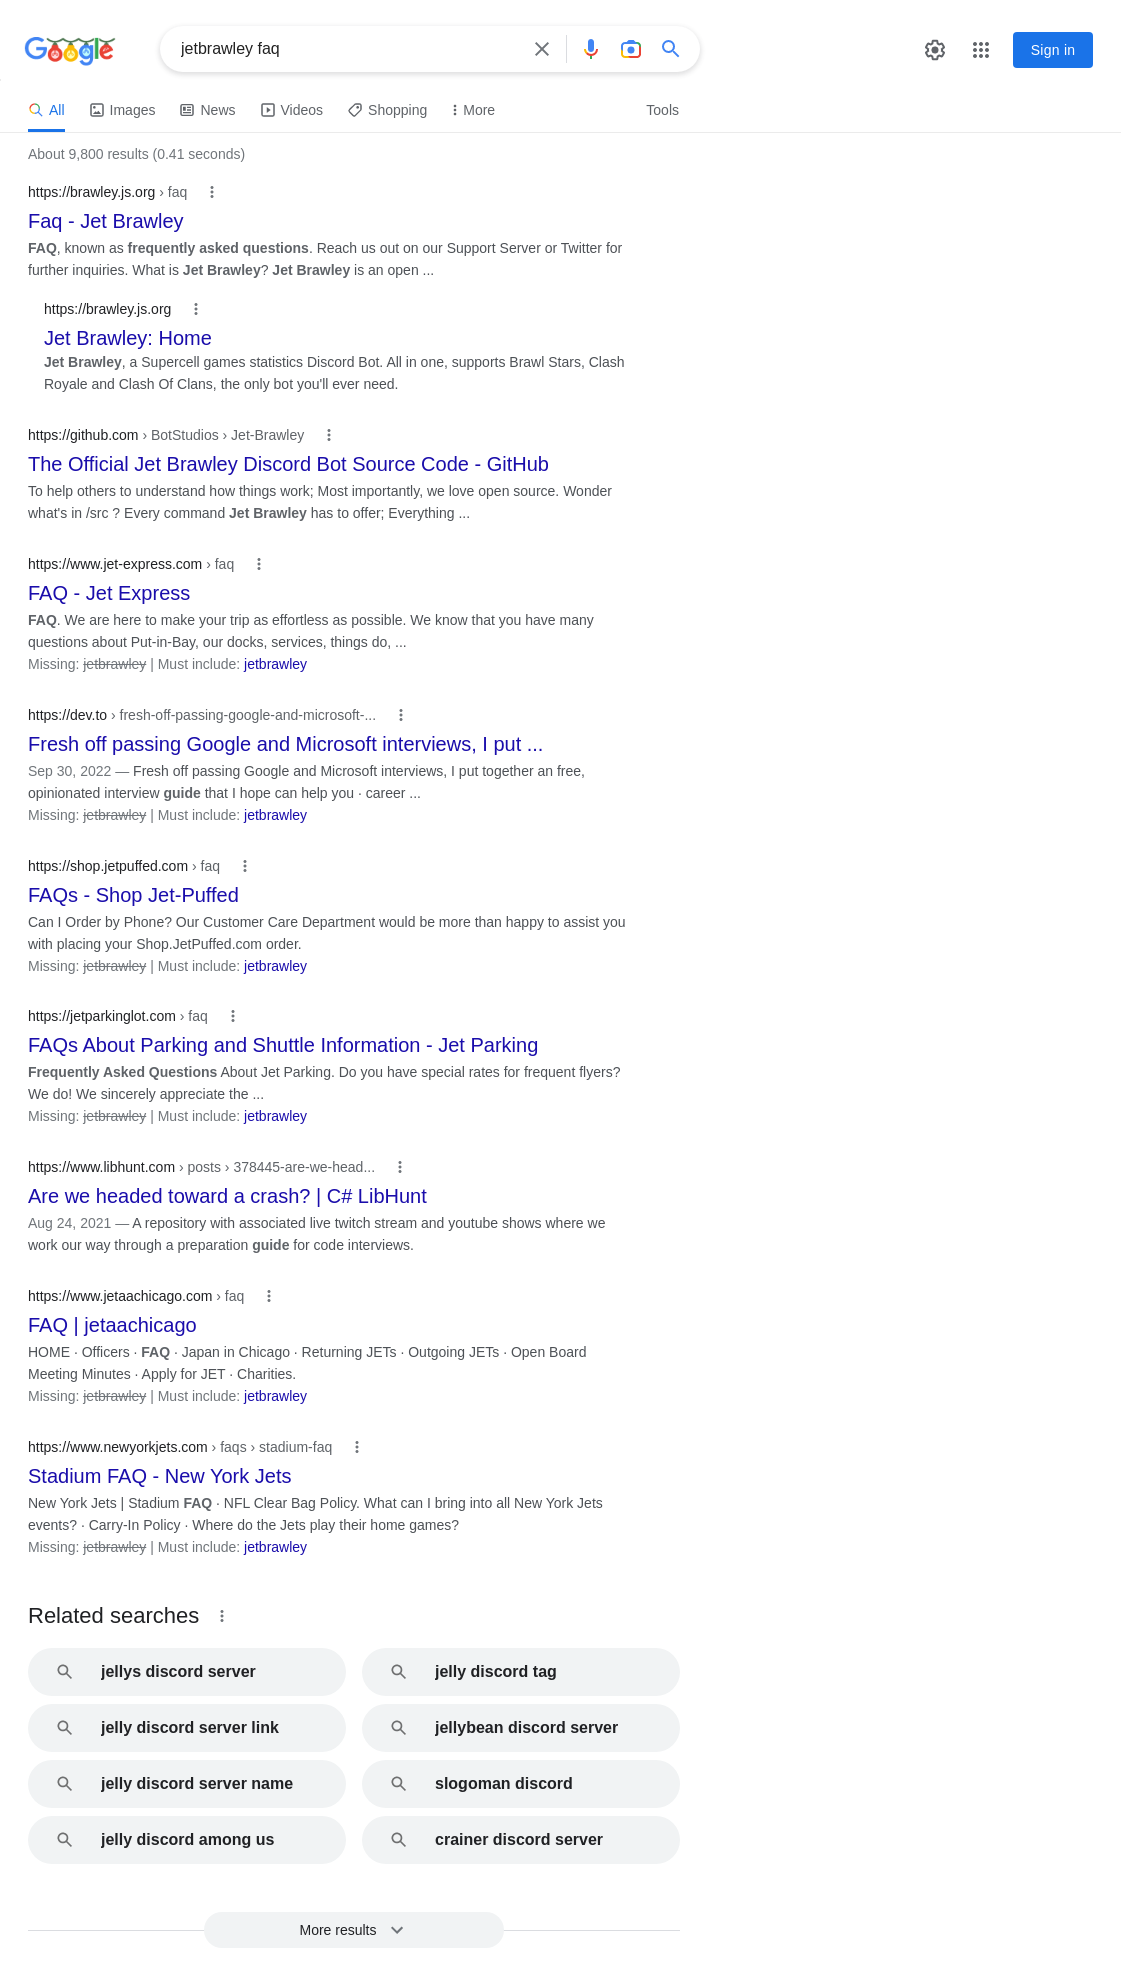 Google
jetbrawley faq
Sign in
All Images News Videos Shopping More Tools
About 9,800 results (0.41 seconds)
https://brawley.js.org › faq
Faq - Jet Brawley
FAQ, known as frequently asked questions. Reach us out on our Support Server or Twitter for
further inquiries. What is Jet Brawley? Jet Brawley is an open ...
https://brawley.js.org
Jet Brawley: Home
Jet Brawley, a Supercell games statistics Discord Bot. All in one, supports Brawl Stars, Clash
Royale and Clash Of Clans, the only bot you'll ever need.
https://github.com › BotStudios › Jet-Brawley
The Official Jet Brawley Discord Bot Source Code - GitHub
To help others to understand how things work; Most importantly, we love open source. Wonder
what's in /src ? Every command Jet Brawley has to offer; Everything ...
https://www.jet-express.com › faq
FAQ - Jet Express
FAQ. We are here to make your trip as effortless as possible. We know that you have many
questions about Put-in-Bay, our docks, services, things do, ...
Missing: jetbrawley | Must include: jetbrawley
https://dev.to › fresh-off-passing-google-and-microsoft-...
Fresh off passing Google and Microsoft interviews, I put ...
Sep 30, 2022 — Fresh off passing Google and Microsoft interviews, I put together an free,
opinionated interview guide that I hope can help you · career ...
Missing: jetbrawley | Must include: jetbrawley
https://shop.jetpuffed.com › faq
FAQs - Shop Jet-Puffed
Can I Order by Phone? Our Customer Care Department would be more than happy to assist you
with placing your Shop.JetPuffed.com order.
Missing: jetbrawley | Must include: jetbrawley
https://jetparkinglot.com › faq
FAQs About Parking and Shuttle Information - Jet Parking
Frequently Asked Questions About Jet Parking. Do you have special rates for frequent flyers?
We do! We sincerely appreciate the ...
Missing: jetbrawley | Must include: jetbrawley
https://www.libhunt.com › posts › 378445-are-we-head...
Are we headed toward a crash? | C# LibHunt
Aug 24, 2021 — A repository with associated live twitch stream and youtube shows where we
work our way through a preparation guide for code interviews.
https://www.jetaachicago.com › faq
FAQ | jetaachicago
HOME · Officers · FAQ · Japan in Chicago · Returning JETs · Outgoing JETs · Open Board
Meeting Minutes · Apply for JET · Charities.
Missing: jetbrawley | Must include: jetbrawley
https://www.newyorkjets.com › faqs › stadium-faq
Stadium FAQ - New York Jets
New York Jets | Stadium FAQ · NFL Clear Bag Policy. What can I bring into all New York Jets
events? · Carry-In Policy · Where do the Jets play their home games?
Missing: jetbrawley | Must include: jetbrawley
Related searches
jellys discord server
jelly discord tag
jelly discord server link
jellybean discord server
jelly discord server name
slogoman discord
jelly discord among us
crainer discord server
More results